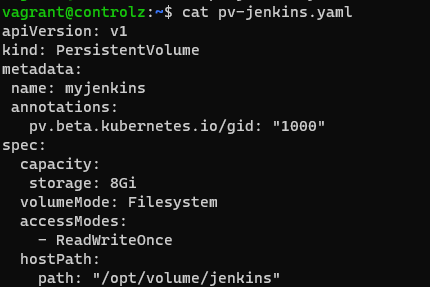 vagrant@controlz:~$ cat pv-jenkins.yaml
apiVersion: v1
kind: PersistentVolume
metadata:
 name: myjenkins
 annotations:
   pv.beta.kubernetes.io/gid: "1000"
spec:
  capacity:
   storage: 8Gi
  volumeMode: Filesystem
  accessModes:
    - ReadWriteOnce
  hostPath:
    path: "/opt/volume/jenkins"